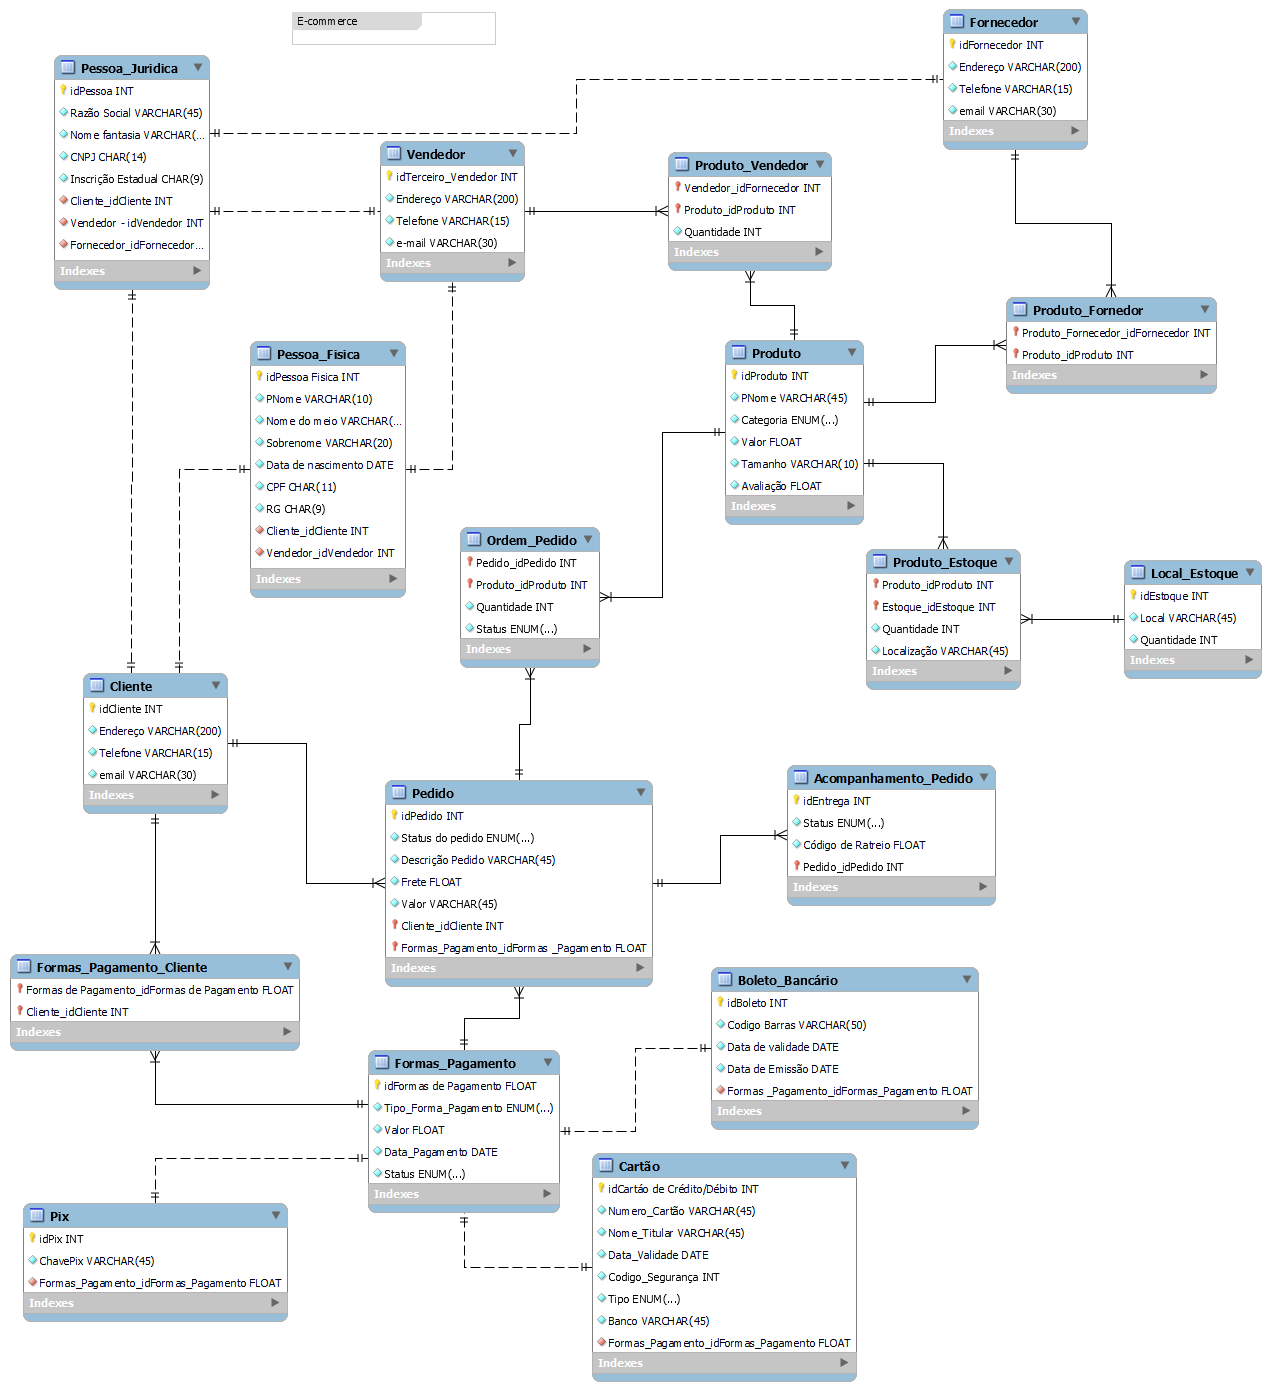 E-commerce
Fornecedor
idFornecedor INT
Endereço VARCHAR(200)
Telefone VARCHAR(15)
email VARCHAR(30)
Indexes
Pessoa_Juridica
idPessoa INT
Razão Social VARCHAR(45)
Nome fantasia VARCHAR(...
CNPJ CHAR(14)
Inscrição Estadual CHAR(9)
Cliente_idCliente INT
Vendedor - idVendedor INT
Fornecedor_idFornecedor...
Indexes
Vendedor
idTerceiro_Vendedor INT
Endereço VARCHAR(200)
Telefone VARCHAR(15)
e-mail VARCHAR(30)
Indexes
Produto_Vendedor
Vendedor_idFornecedor INT
Produto_idProduto INT
Quantidade INT
Indexes
Produto_Fornedor
Produto_Fornecedor_idFornecedor INT
Produto_idProduto INT
Indexes
Pessoa_Fisica
idPessoa Fisica INT
PNome VARCHAR(10)
Nome do meio VARCHAR(...
Sobrenome VARCHAR(20)
Data de nascimento DATE
CPF CHAR(11)
RG CHAR(9)
Cliente_idCliente INT
Vendedor_idVendedor INT
Indexes
Produto
idProduto INT
PNome VARCHAR(45)
Categoria ENUM(...)
Valor FLOAT
Tamanho VARCHAR(10)
Avaliação FLOAT
Indexes
Ordem_Pedido
Pedido_idPedido INT
Produto_idProduto INT
Quantidade INT
Status ENUM(...)
Indexes
Produto_Estoque
Produto_idProduto INT
Estoque_idEstoque INT
Quantidade INT
Localização VARCHAR(45)
Indexes
Local_Estoque
idEstoque INT
Local VARCHAR(45)
Quantidade INT
Indexes
Cliente
idCliente INT
Endereço VARCHAR(200)
Telefone VARCHAR(15)
email VARCHAR(30)
Indexes
Pedido
idPedido INT
Status do pedido ENUM(...)
Descrição Pedido VARCHAR(45)
Frete FLOAT
Valor VARCHAR(45)
Cliente_idCliente INT
Formas_Pagamento_idFormas _Pagamento FLOAT
Indexes
Acompanhamento_Pedido
idEntrega INT
Status ENUM(...)
Código de Ratreio FLOAT
Pedido_idPedido INT
Indexes
Formas_Pagamento_Cliente
Formas de Pagamento_idFormas de Pagamento FLOAT
Cliente_idCliente INT
Indexes
Boleto_Bancário
idBoleto INT
Codigo Barras VARCHAR(50)
Data de validade DATE
Data de Emissão DATE
Formas _Pagamento_idFormas_Pagamento FLOAT
Indexes
Formas_Pagamento
idFormas de Pagamento FLOAT
Tipo_Forma_Pagamento ENUM(...)
Valor FLOAT
Data_Pagamento DATE
Status ENUM(...)
Indexes
Cartão
idCartão de Crédito/Débito INT
Numero_Cartão VARCHAR(45)
Nome_Titular VARCHAR(45)
Data_Validade DATE
Codigo_Segurança INT
Tipo ENUM(...)
Banco VARCHAR(45)
Formas_Pagamento_idFormas_Pagamento FLOAT
Indexes
Pix
idPix INT
ChavePix VARCHAR(45)
Formas_Pagamento_idFormas_Pagamento FLOAT
Indexes